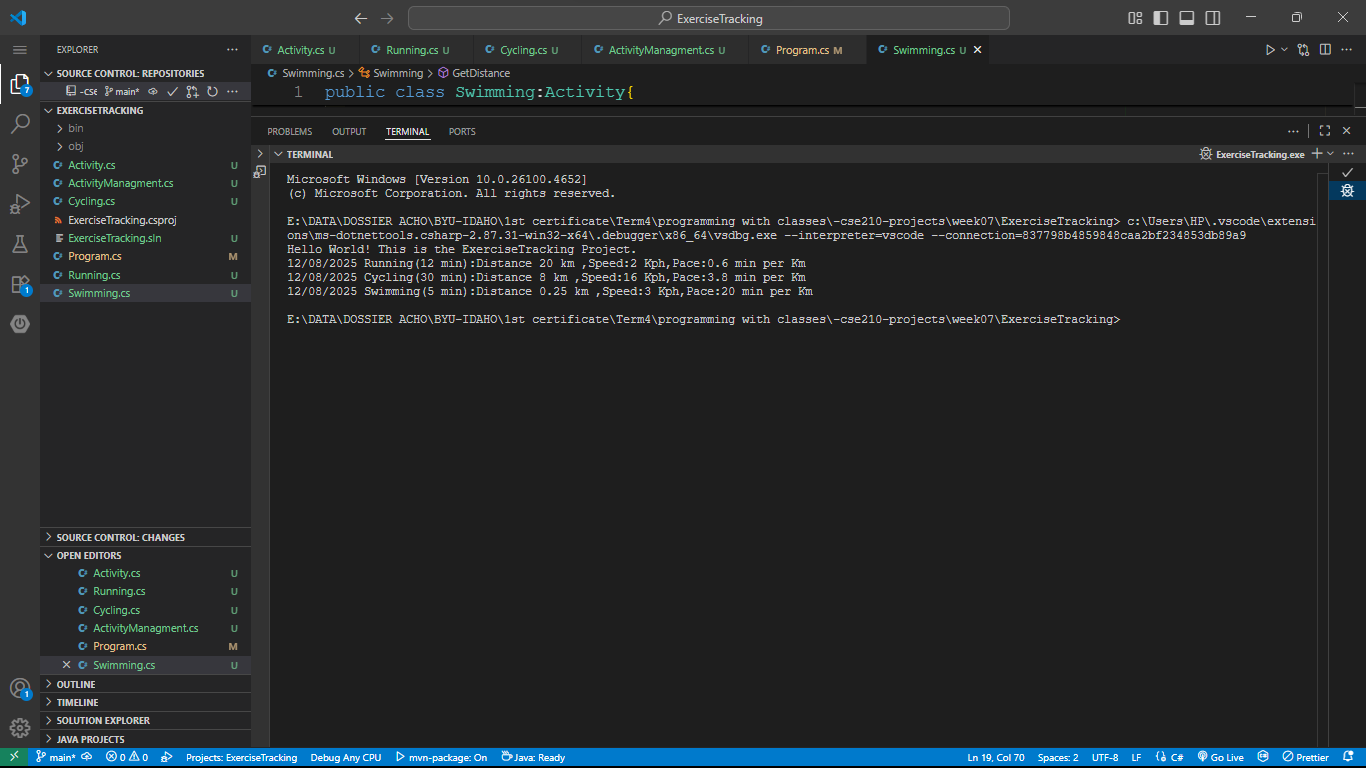 ExerciseTracking
EXPLORER
SOURCE CONTROL: REPOSITORIES
-cse main*
EXERCISETRACKING
bin
obj
Activity.cs U
ActivityManagment.cs U
Cycling.cs U
ExerciseTracking.csproj
ExerciseTracking.sln U
Program.cs M
Running.cs U
Swimming.cs U
SOURCE CONTROL: CHANGES
OPEN EDITORS
Activity.cs U
Running.cs U
Cycling.cs U
ActivityManagment.cs U
Program.cs M
Swimming.cs U
OUTLINE
TIMELINE
SOLUTION EXPLORER
JAVA PROJECTS
7
1
1
Activity.cs U Running.cs U Cycling.cs U ActivityManagment.cs U Program.cs M Swimming.cs U
Swimming.cs > Swimming > GetDistance
1 public class Swimming:Activity{
PROBLEMS OUTPUT TERMINAL PORTS
TERMINAL
ExerciseTracking.exe
Microsoft Windows [Version 10.0.26100.4652]
(c) Microsoft Corporation. All rights reserved.
E:\DATA\DOSSIER ACHO\BYU-IDAHO\1st certificate\Term4\programming with classes\-cse210-projects\week07\ExerciseTracking> c:\Users\HP\.vscode\extensi
ons\ms-dotnettools.csharp-2.87.31-win32-x64\.debugger\x86_64\vsdbg.exe --interpreter=vscode --connection=837798b4859848caa2bf234853db89a9
Hello World! This is the ExerciseTracking Project.
12/08/2025 Running(12 min):Distance 20 km ,Speed:2 Kph,Pace:0.6 min per Km
12/08/2025 Cycling(30 min):Distance 8 km ,Speed:16 Kph,Pace:3.8 min per Km
12/08/2025 Swimming(5 min):Distance 0.25 km ,Speed:3 Kph,Pace:20 min per Km
E:\DATA\DOSSIER ACHO\BYU-IDAHO\1st certificate\Term4\programming with classes\-cse210-projects\week07\ExerciseTracking>
main* 0 0 Projects: ExerciseTracking Debug Any CPU mvn-package: On Java: Ready Ln 19, Col 70 Spaces: 2 UTF-8 LF C# Go Live Prettier